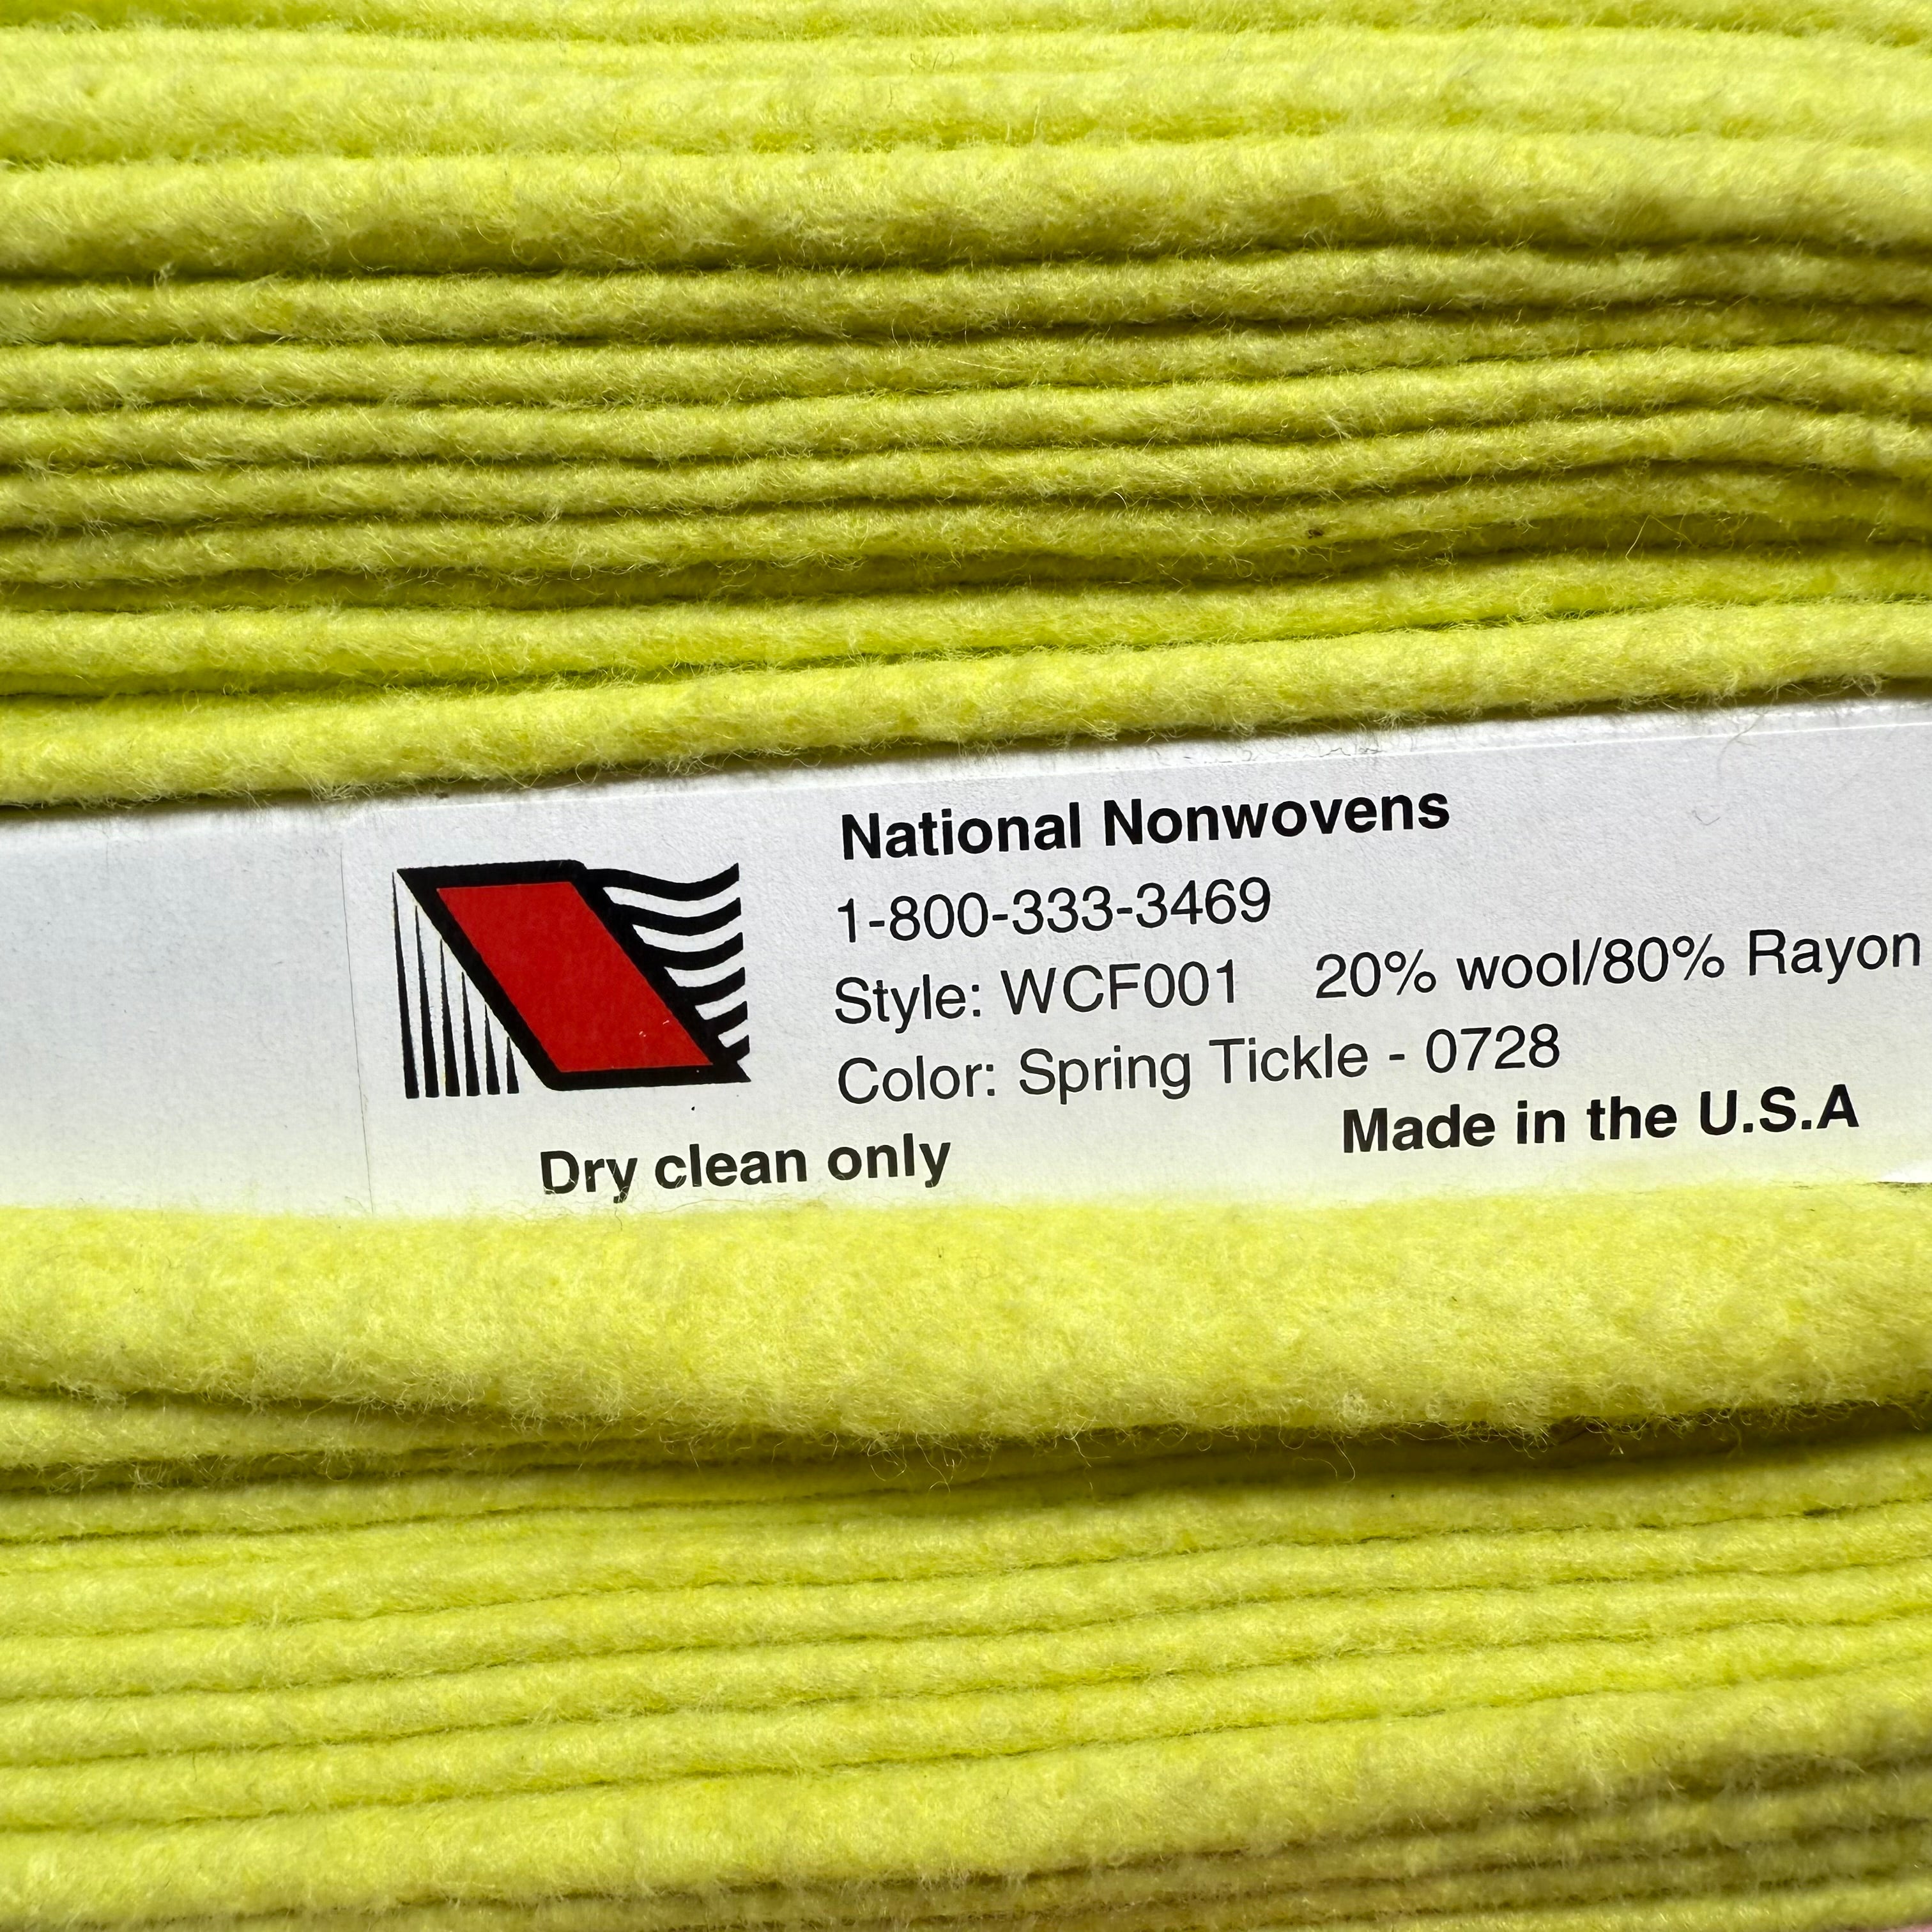 National Nonwovens
1-800-333-3469
Style: WCF001 20% wool/80% Rayon
Color: Spring Tickle - 0728
Made in the U.S.A
Dry clean only